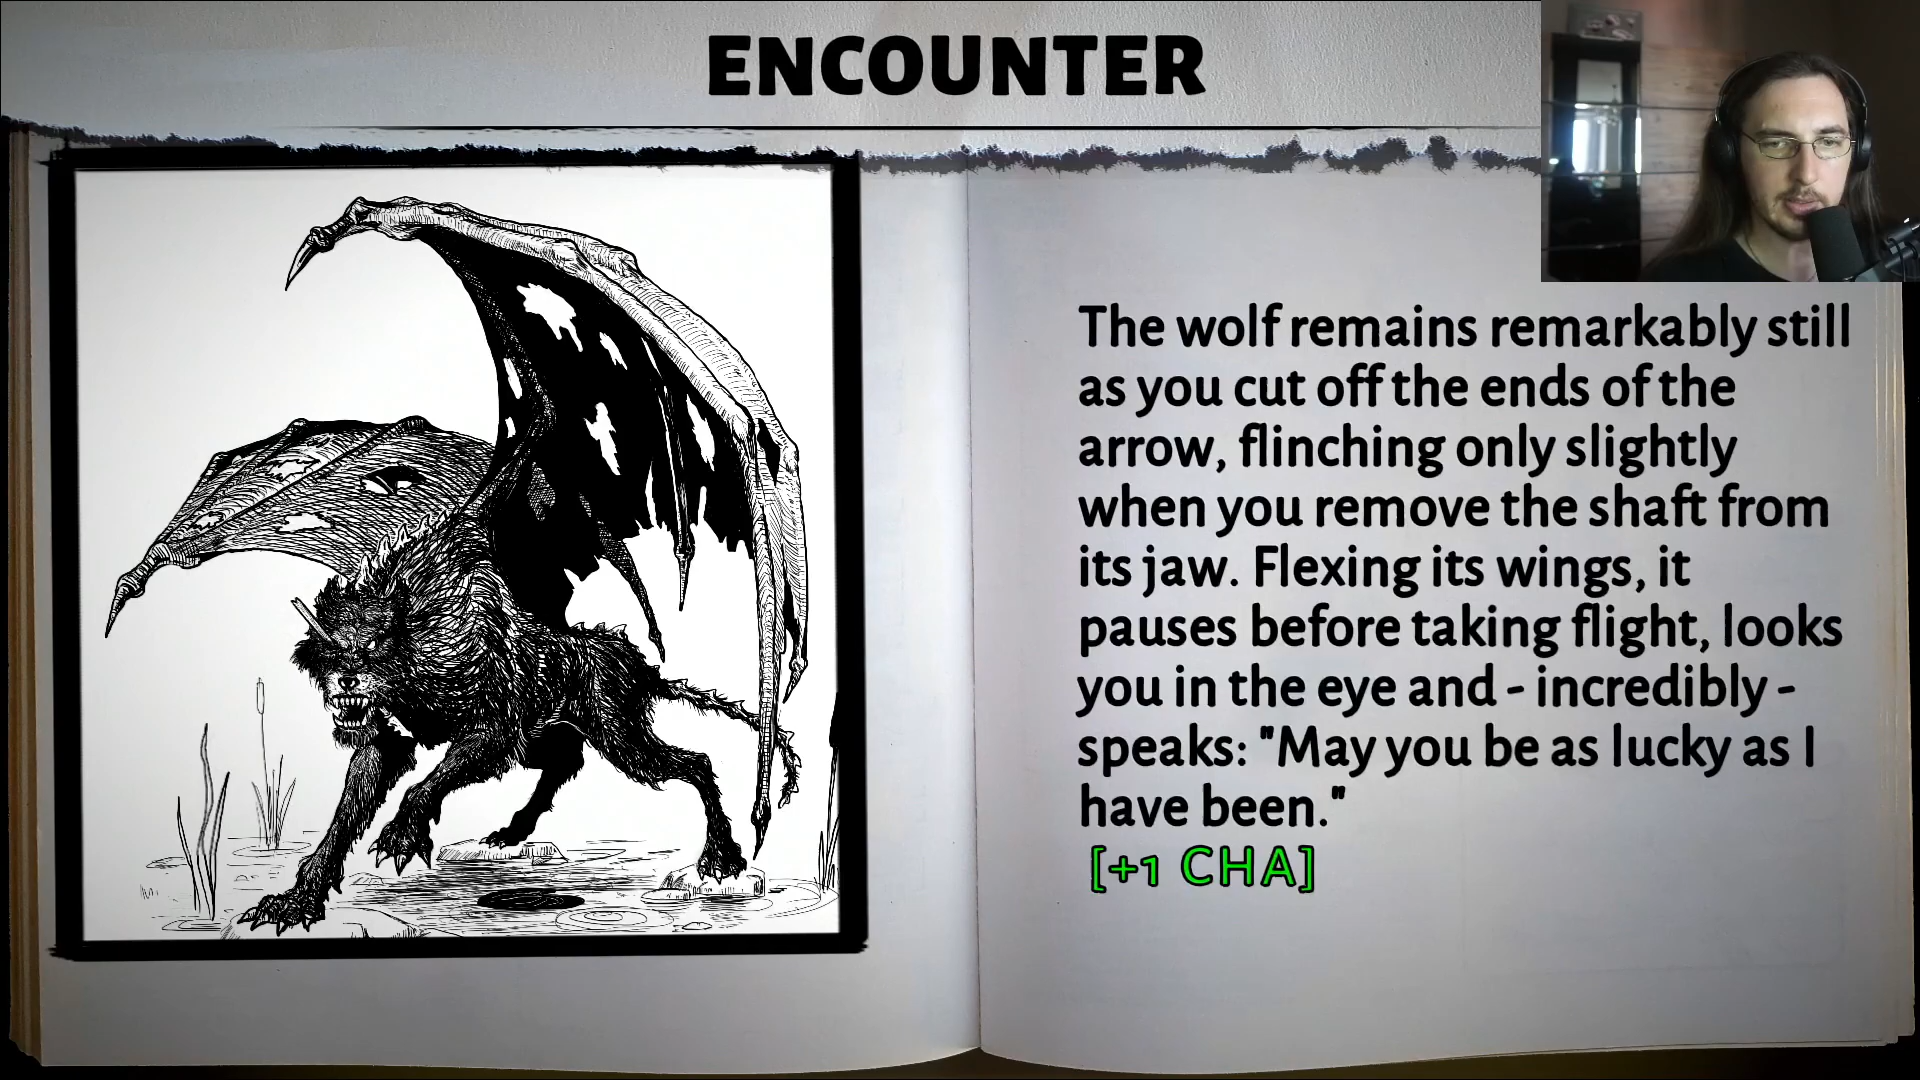 ENCOUNTER
The wolf remains remarkably still
as you cut off the ends of the
arrow, flinching only slightly
when you remove the shaft from
its jaw. Flexing its wings, it
pauses before taking flight, looks
you in the eye and - incredibly -
speaks: "May you be as lucky as I
have been."
[+1 CHA]